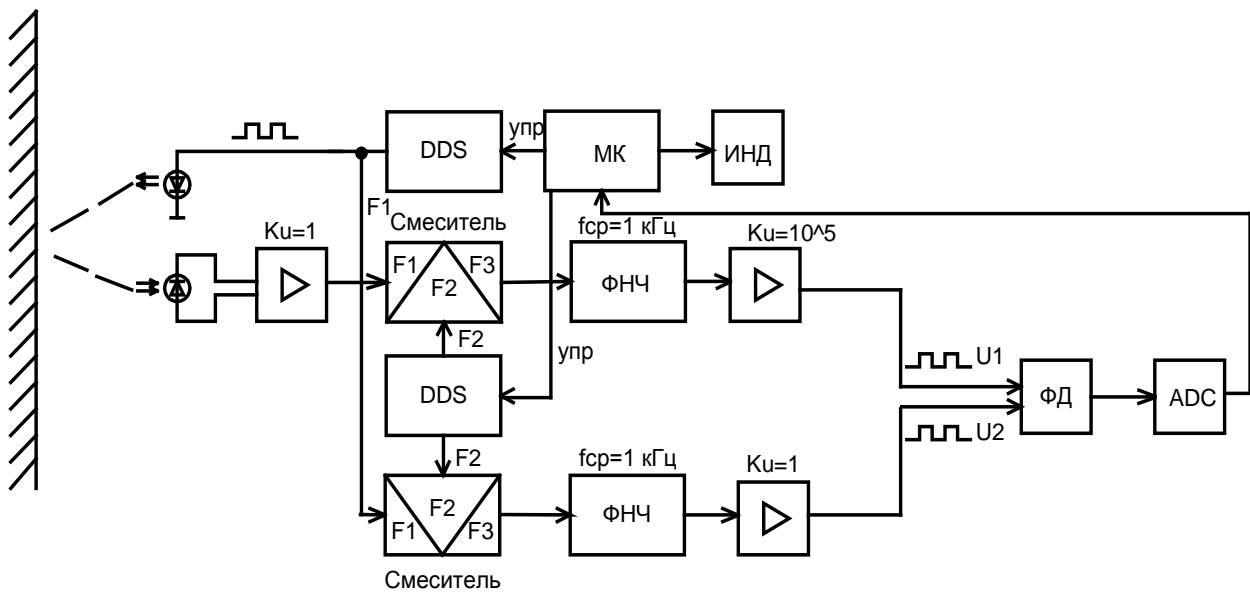 DDS
упр
МК
ИНД
F1
Смеситель
fср=1 кГц
Ku=10^5
Ku=1
F1
F2
F3
ФНЧ
F2
упр
DDS
U1
ФД
ADC
U2
F2
fср=1 кГц
Ku=1
F1
F2
F3
ФНЧ
Смеситель